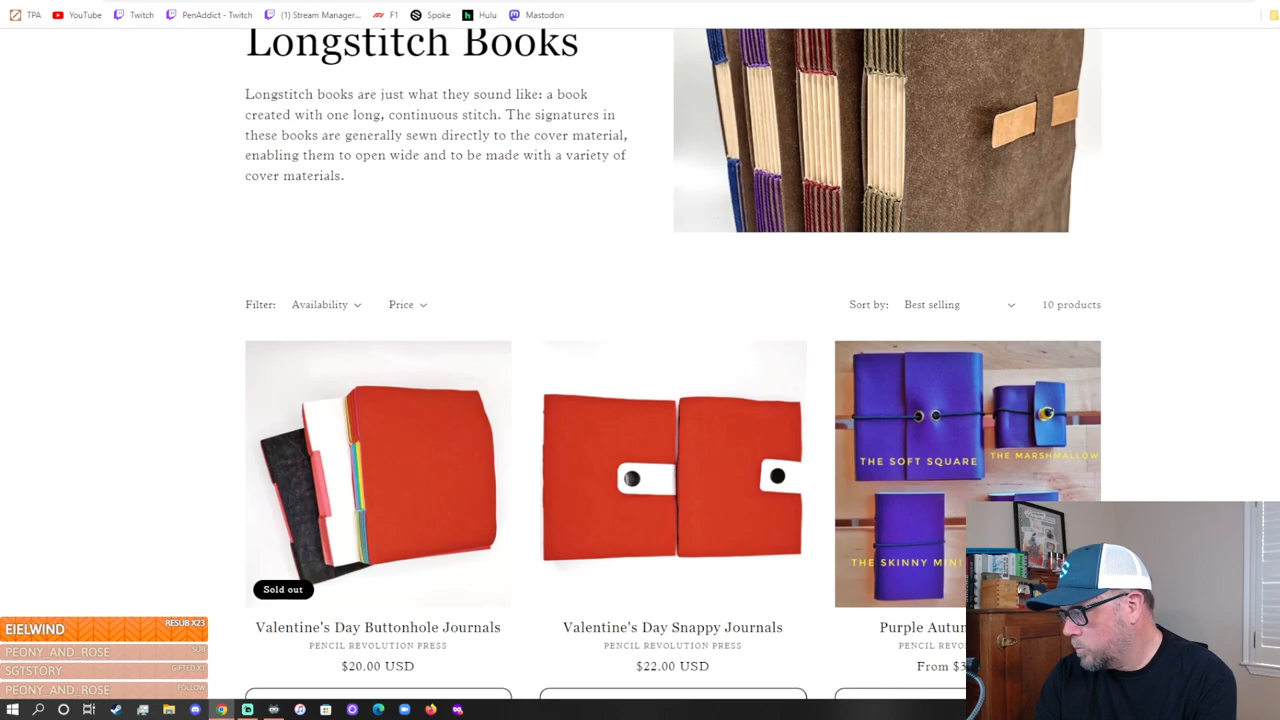 TPA YouTube Twitch PenAddict - Twitch (1) Stream Manager... F1 Spoke Hulu Mastodon
Longstitch Books
Longstitch books are just what they sound like: a book
created with one long, continuous stitch. The signatures in
these books are generally sewn directly to the cover material,
enabling them to open wide and to be made with a variety of
cover materials.
Filter: Availability Price Sort by: Best selling 10 products
THE SOFT SQUARE
THE MARSHMALLOW
THE SKINNY MINI
Sold out
Valentine's Day Buttonhole Journals
PENCIL REVOLUTION PRESS
$20.00 USD
Valentine's Day Snappy Journals
PENCIL REVOLUTION PRESS
$22.00 USD
Purple Autum
PENCIL REVO
From $3
EIELWIND RESUB X23
PEONY_AND_ROSE SUB
SGTSTORY GIFTED X1
PEONY_AND_ROSE FOLLOW